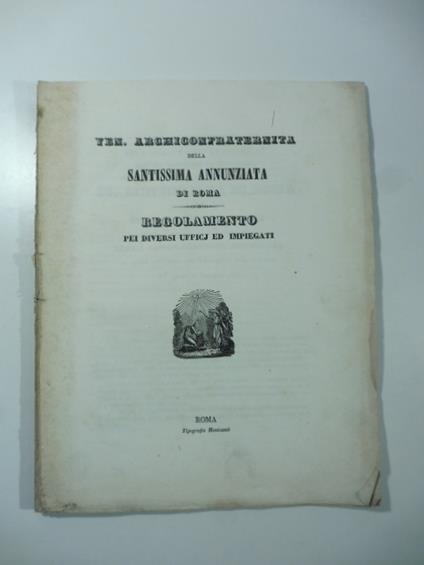 VEN. ARCHICONFRATERNITA
DELLA
SANTISSIMA ANNUNZIATA
DI ROMA
REGOLAMENTO
PEI DIVERSI UFFICJ ED IMPIEGATI
ROMA
Tipografia Menicanti